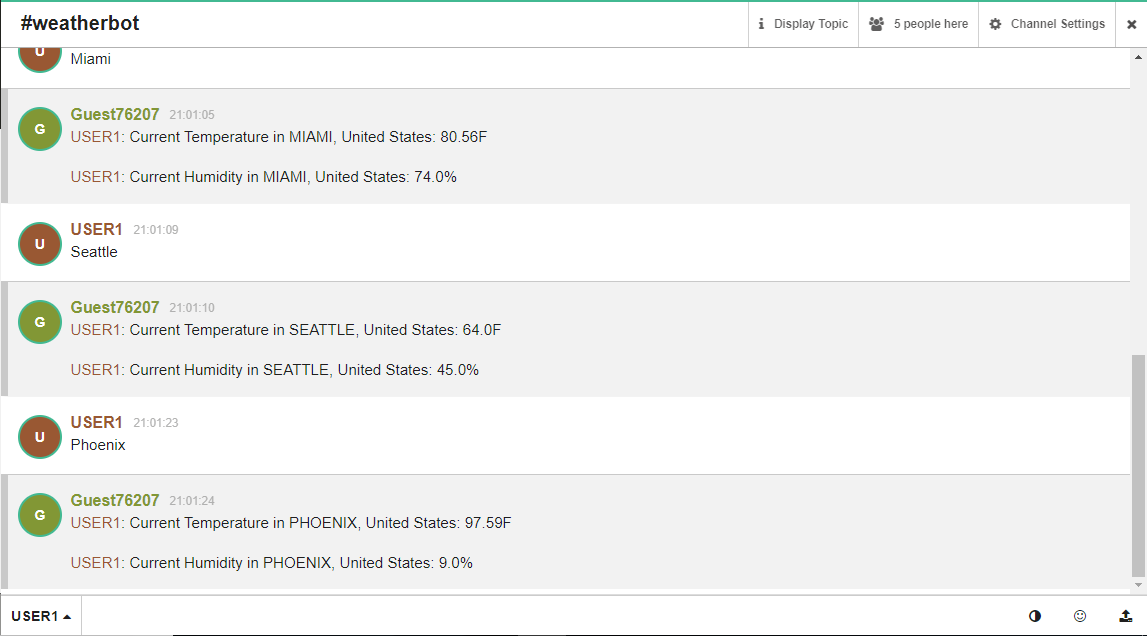 #weatherbot
Display Topic
5 people here
Channel Settings
U
Miami
G
Guest76207 21:01:05
USER1: Current Temperature in MIAMI, United States: 80.56F
USER1: Current Humidity in MIAMI, United States: 74.0%
U
USER1 21:01:09
Seattle
G
Guest76207 21:01:10
USER1: Current Temperature in SEATTLE, United States: 64.0F
USER1: Current Humidity in SEATTLE, United States: 45.0%
U
USER1 21:01:23
Phoenix
G
Guest76207 21:01:24
USER1: Current Temperature in PHOENIX, United States: 97.59F
USER1: Current Humidity in PHOENIX, United States: 9.0%
USER1